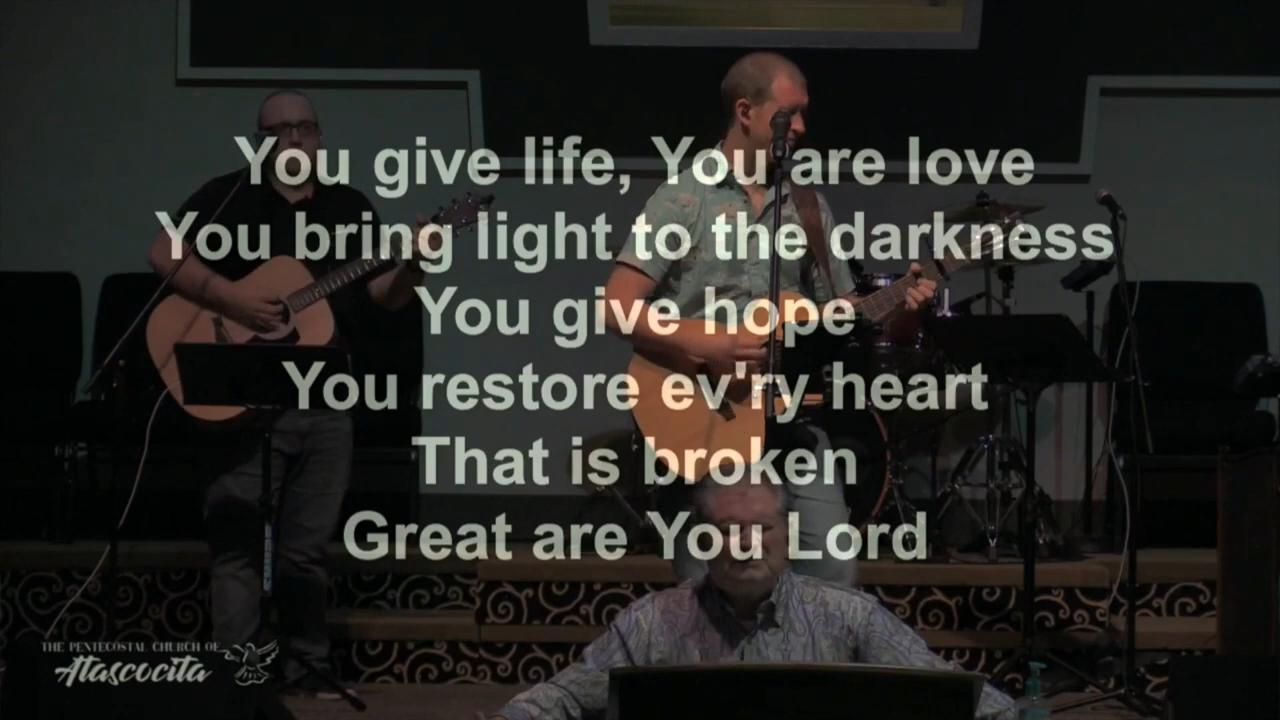 You give life, You are love
You bring light to the darkness
You give hope
You restore ev'ry heart
That is broken
Great are You Lord
THE PENTECOSTAL CHURCH OF
Atascocita